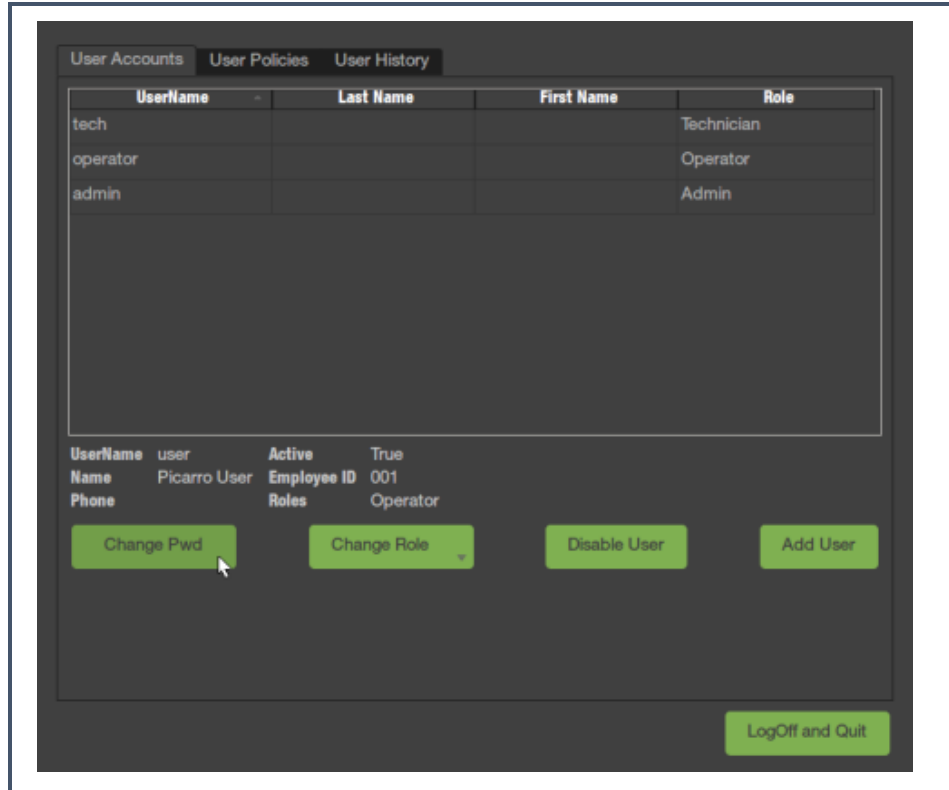 User Accounts User Policies User History
UserName Last Name First Name Role
tech Technician
operator Operator
admin Admin
UserName user Active True
Name Picarro User Employee ID 001
Phone Roles Operator
Change Pwd Change Role Disable User Add User
LogOff and Quit